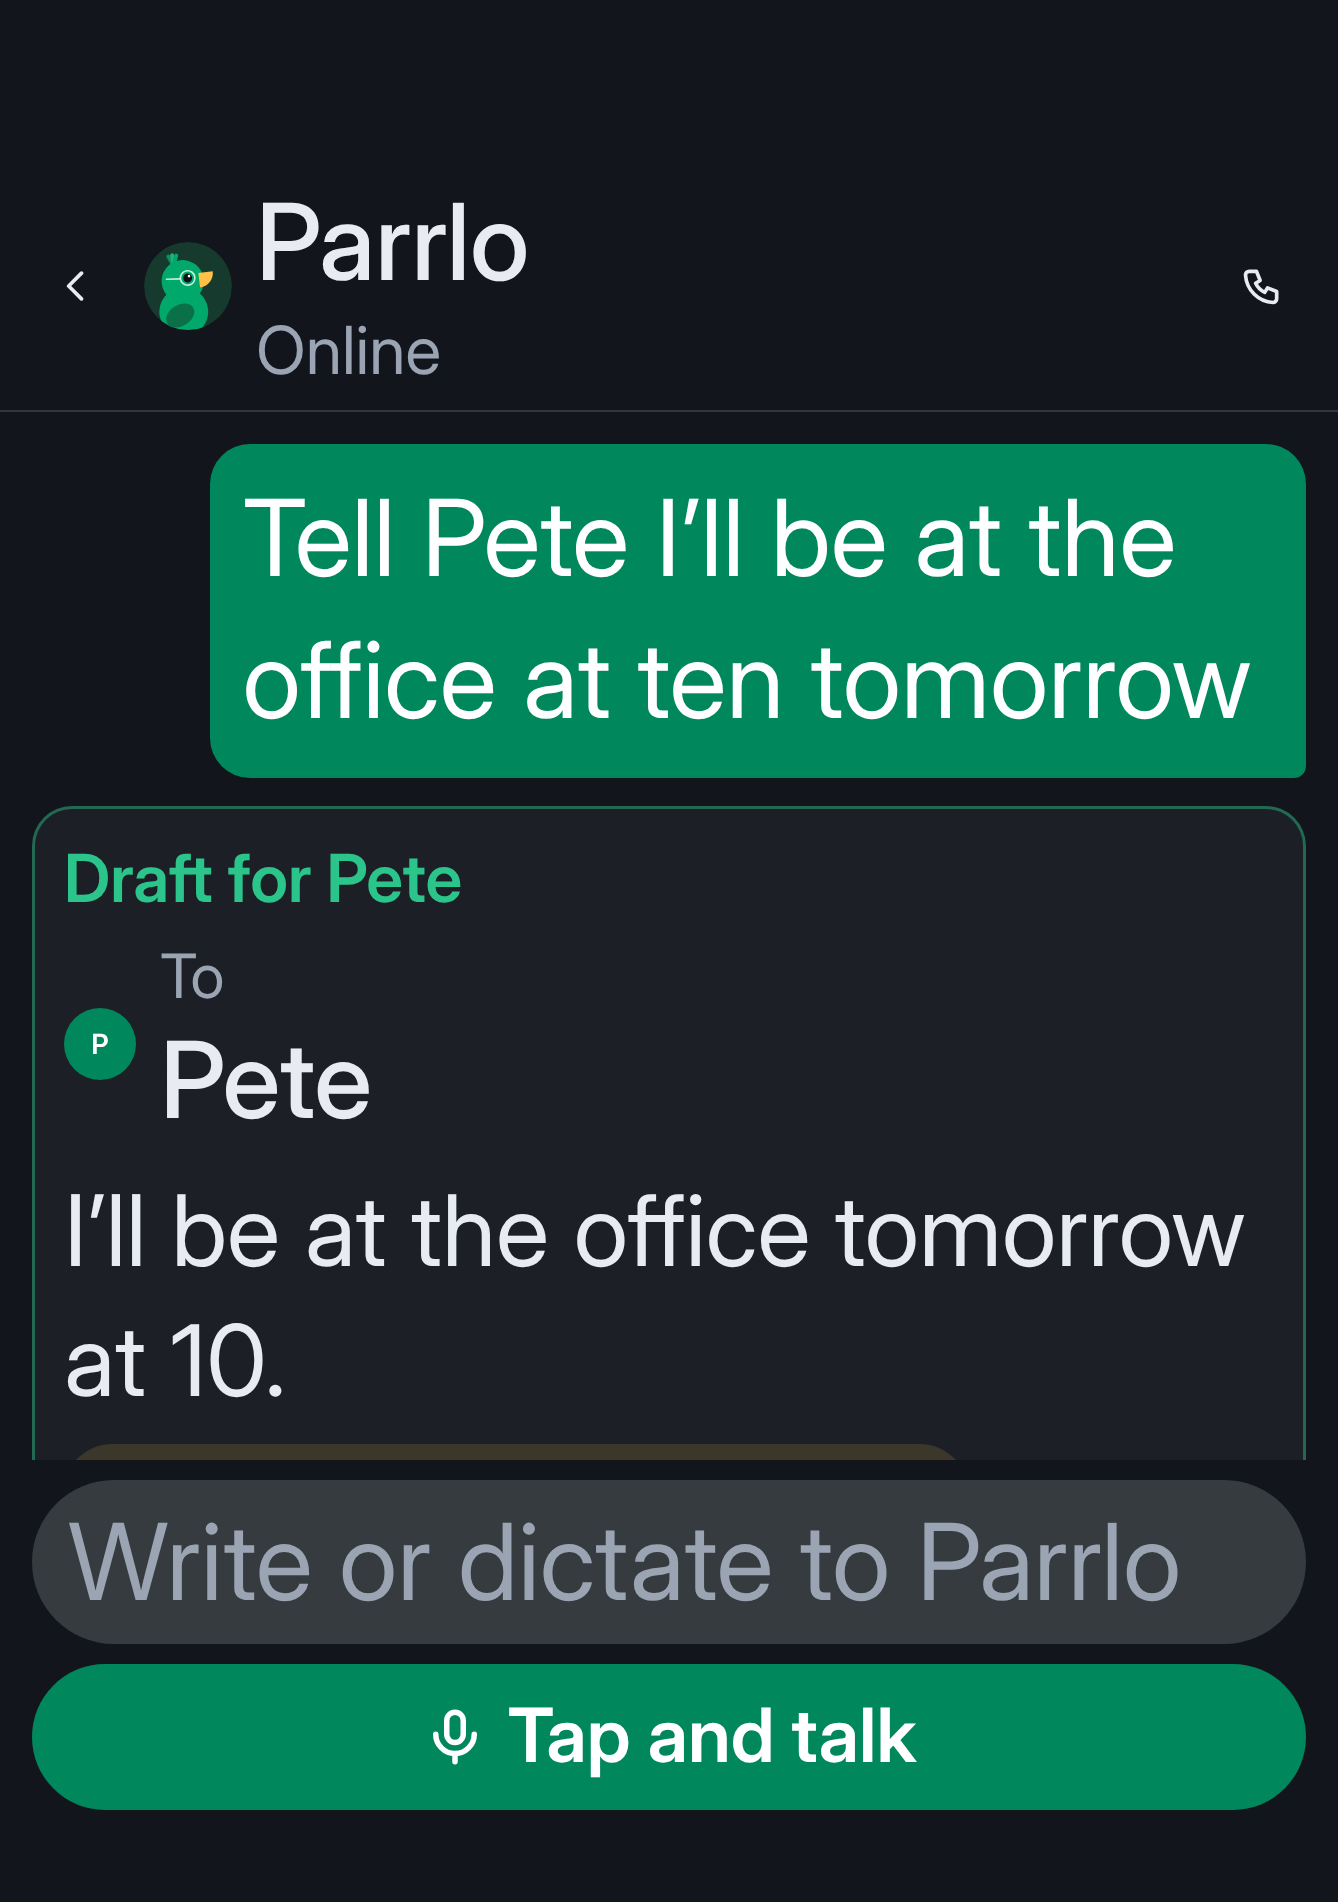 Parrlo
Online
Tell Pete I’ll be at the
office at ten tomorrow
Draft for Pete
To
P
Pete
I’ll be at the office tomorrow
at 10.
Write or dictate to Parrlo
Tap and talk